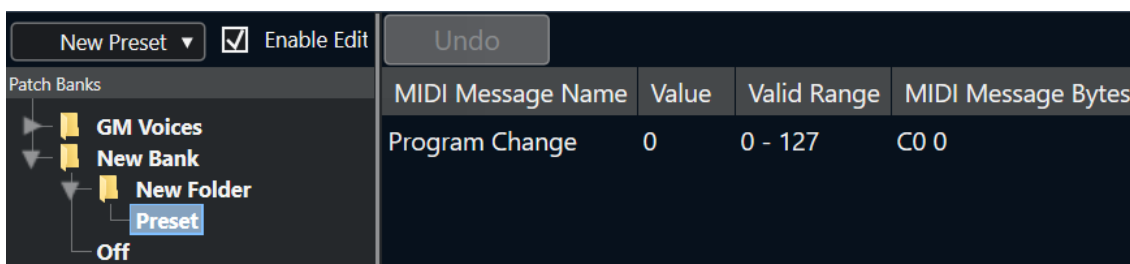 New Preset Enable Edit Undo
Patch Banks
MIDI Message Name Value Valid Range MIDI Message Bytes
GM Voices
Program Change 0 0 - 127 C0 0
New Bank
New Folder
Preset
Off